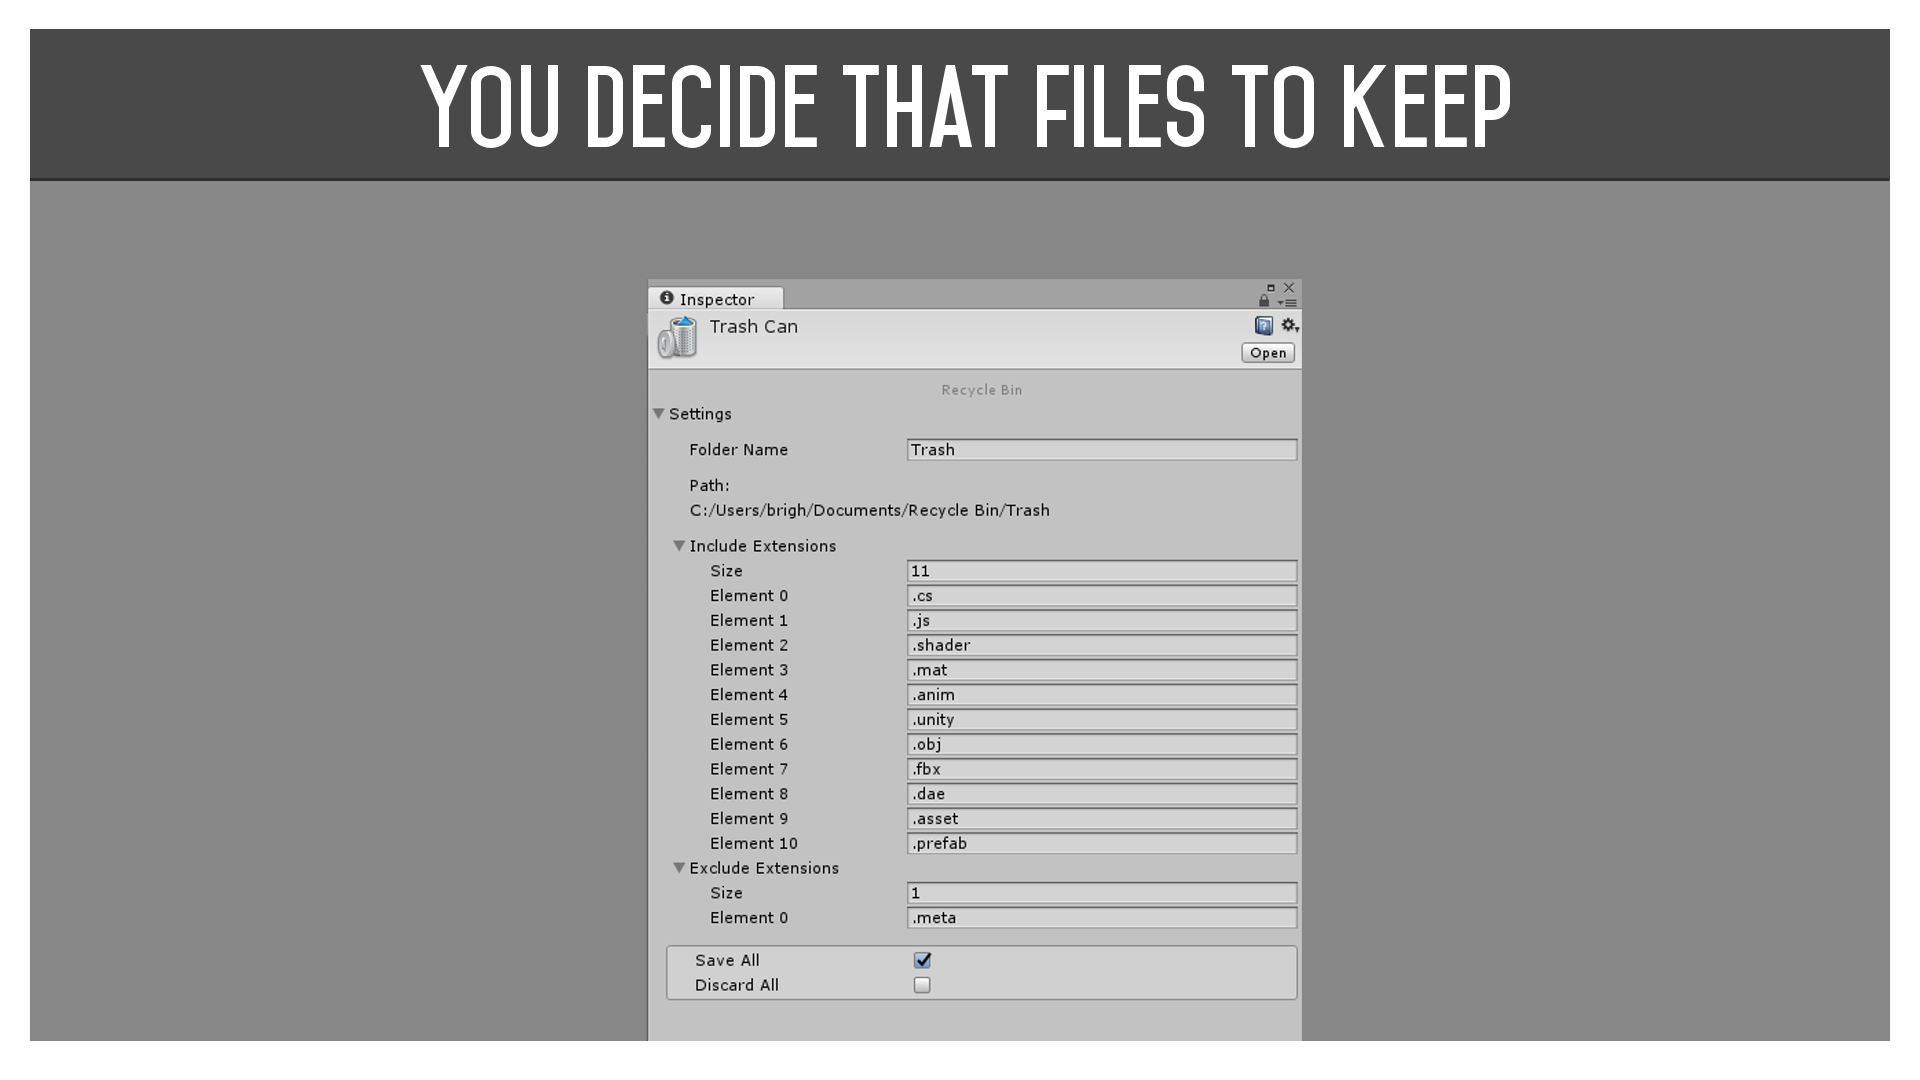 YOU DECIDE THAT FILES TO KEEP
Inspector
Trash Can
Open
Recycle Bin
Settings
Folder Name Trash
Path:
C:/Users/brigh/Documents/Recycle Bin/Trash
Include Extensions
Size 11
Element 0 .cs
Element 1 .js
Element 2 .shader
Element 3 .mat
Element 4 .anim
Element 5 .unity
Element 6 .obj
Element 7 .fbx
Element 8 .dae
Element 9 .asset
Element 10 .prefab
Exclude Extensions
Size 1
Element 0 .meta
Save All
Discard All